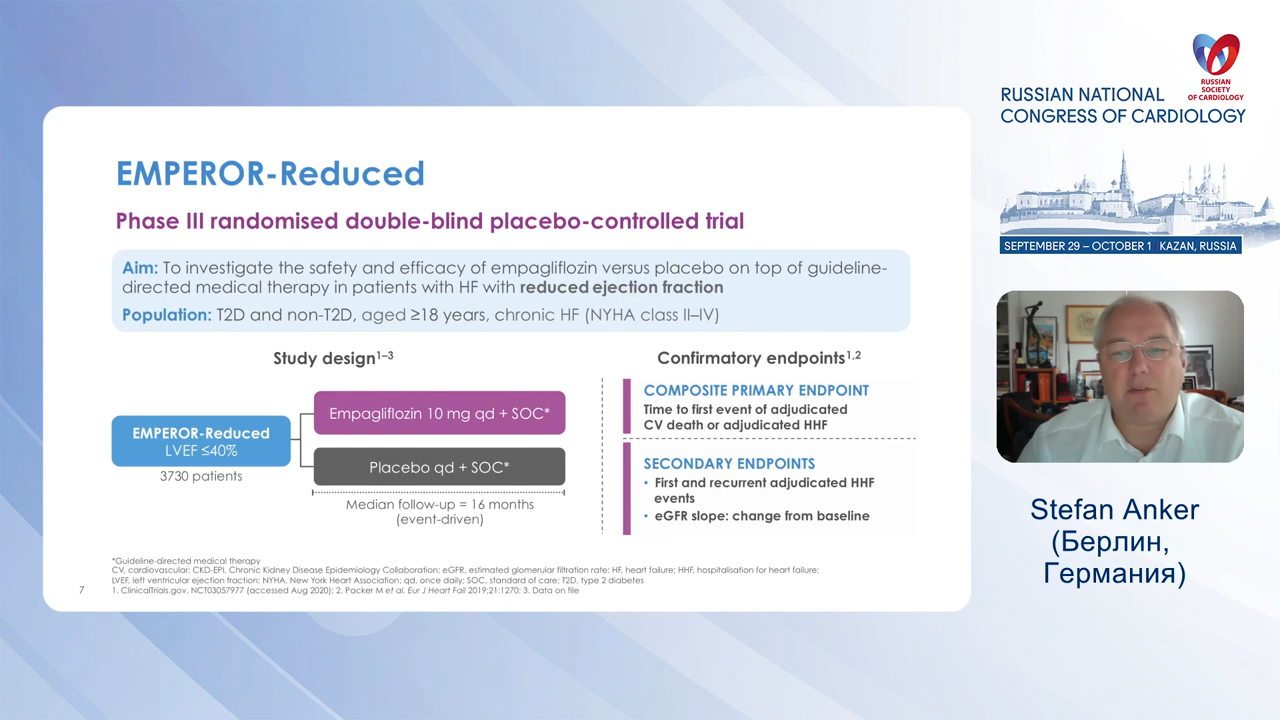 EMPEROR-Reduced
Phase III randomised double-blind placebo-controlled trial
Aim: To investigate the safety and efficacy of empagliflozin versus placebo on top of guideline-
directed medical therapy in patients with HF with reduced ejection fraction
Population: T2D and non-T2D, aged ≥18 years, chronic HF (NYHA class II–IV)
Study design1–3
EMPEROR-Reduced
LVEF ≤40%
3730 patients
Empagliflozin 10 mg qd + SOC*
Placebo qd + SOC*
Median follow-up = 16 months
(event-driven)
Confirmatory endpoints1,2
COMPOSITE PRIMARY ENDPOINT
Time to first event of adjudicated
CV death or adjudicated HHF
SECONDARY ENDPOINTS
• First and recurrent adjudicated HHF
events
• eGFR slope: change from baseline
*Guideline-directed medical therapy
CV, cardiovascular; CKD-EPI, Chronic Kidney Disease Epidemiology Collaboration; eGFR, estimated glomerular filtration rate; HF, heart failure; HHF, hospitalisation for heart failure;
LVEF, left ventricular ejection fraction; NYHA, New York Heart Association; qd, once daily; SOC, standard of care; T2D, type 2 diabetes
1. ClinicalTrials.gov. NCT03057977 (accessed Aug 2020); 2. Packer M et al. Eur J Heart Fail 2019;21:1270; 3. Data on file
7
RUSSIAN
SOCIETY
OF CARDIOLOGY
RUSSIAN NATIONAL
CONGRESS OF CARDIOLOGY
SEPTEMBER 29 – OCTOBER 1 KAZAN, RUSSIA
Stefan Anker
(Берлин,
Германия)